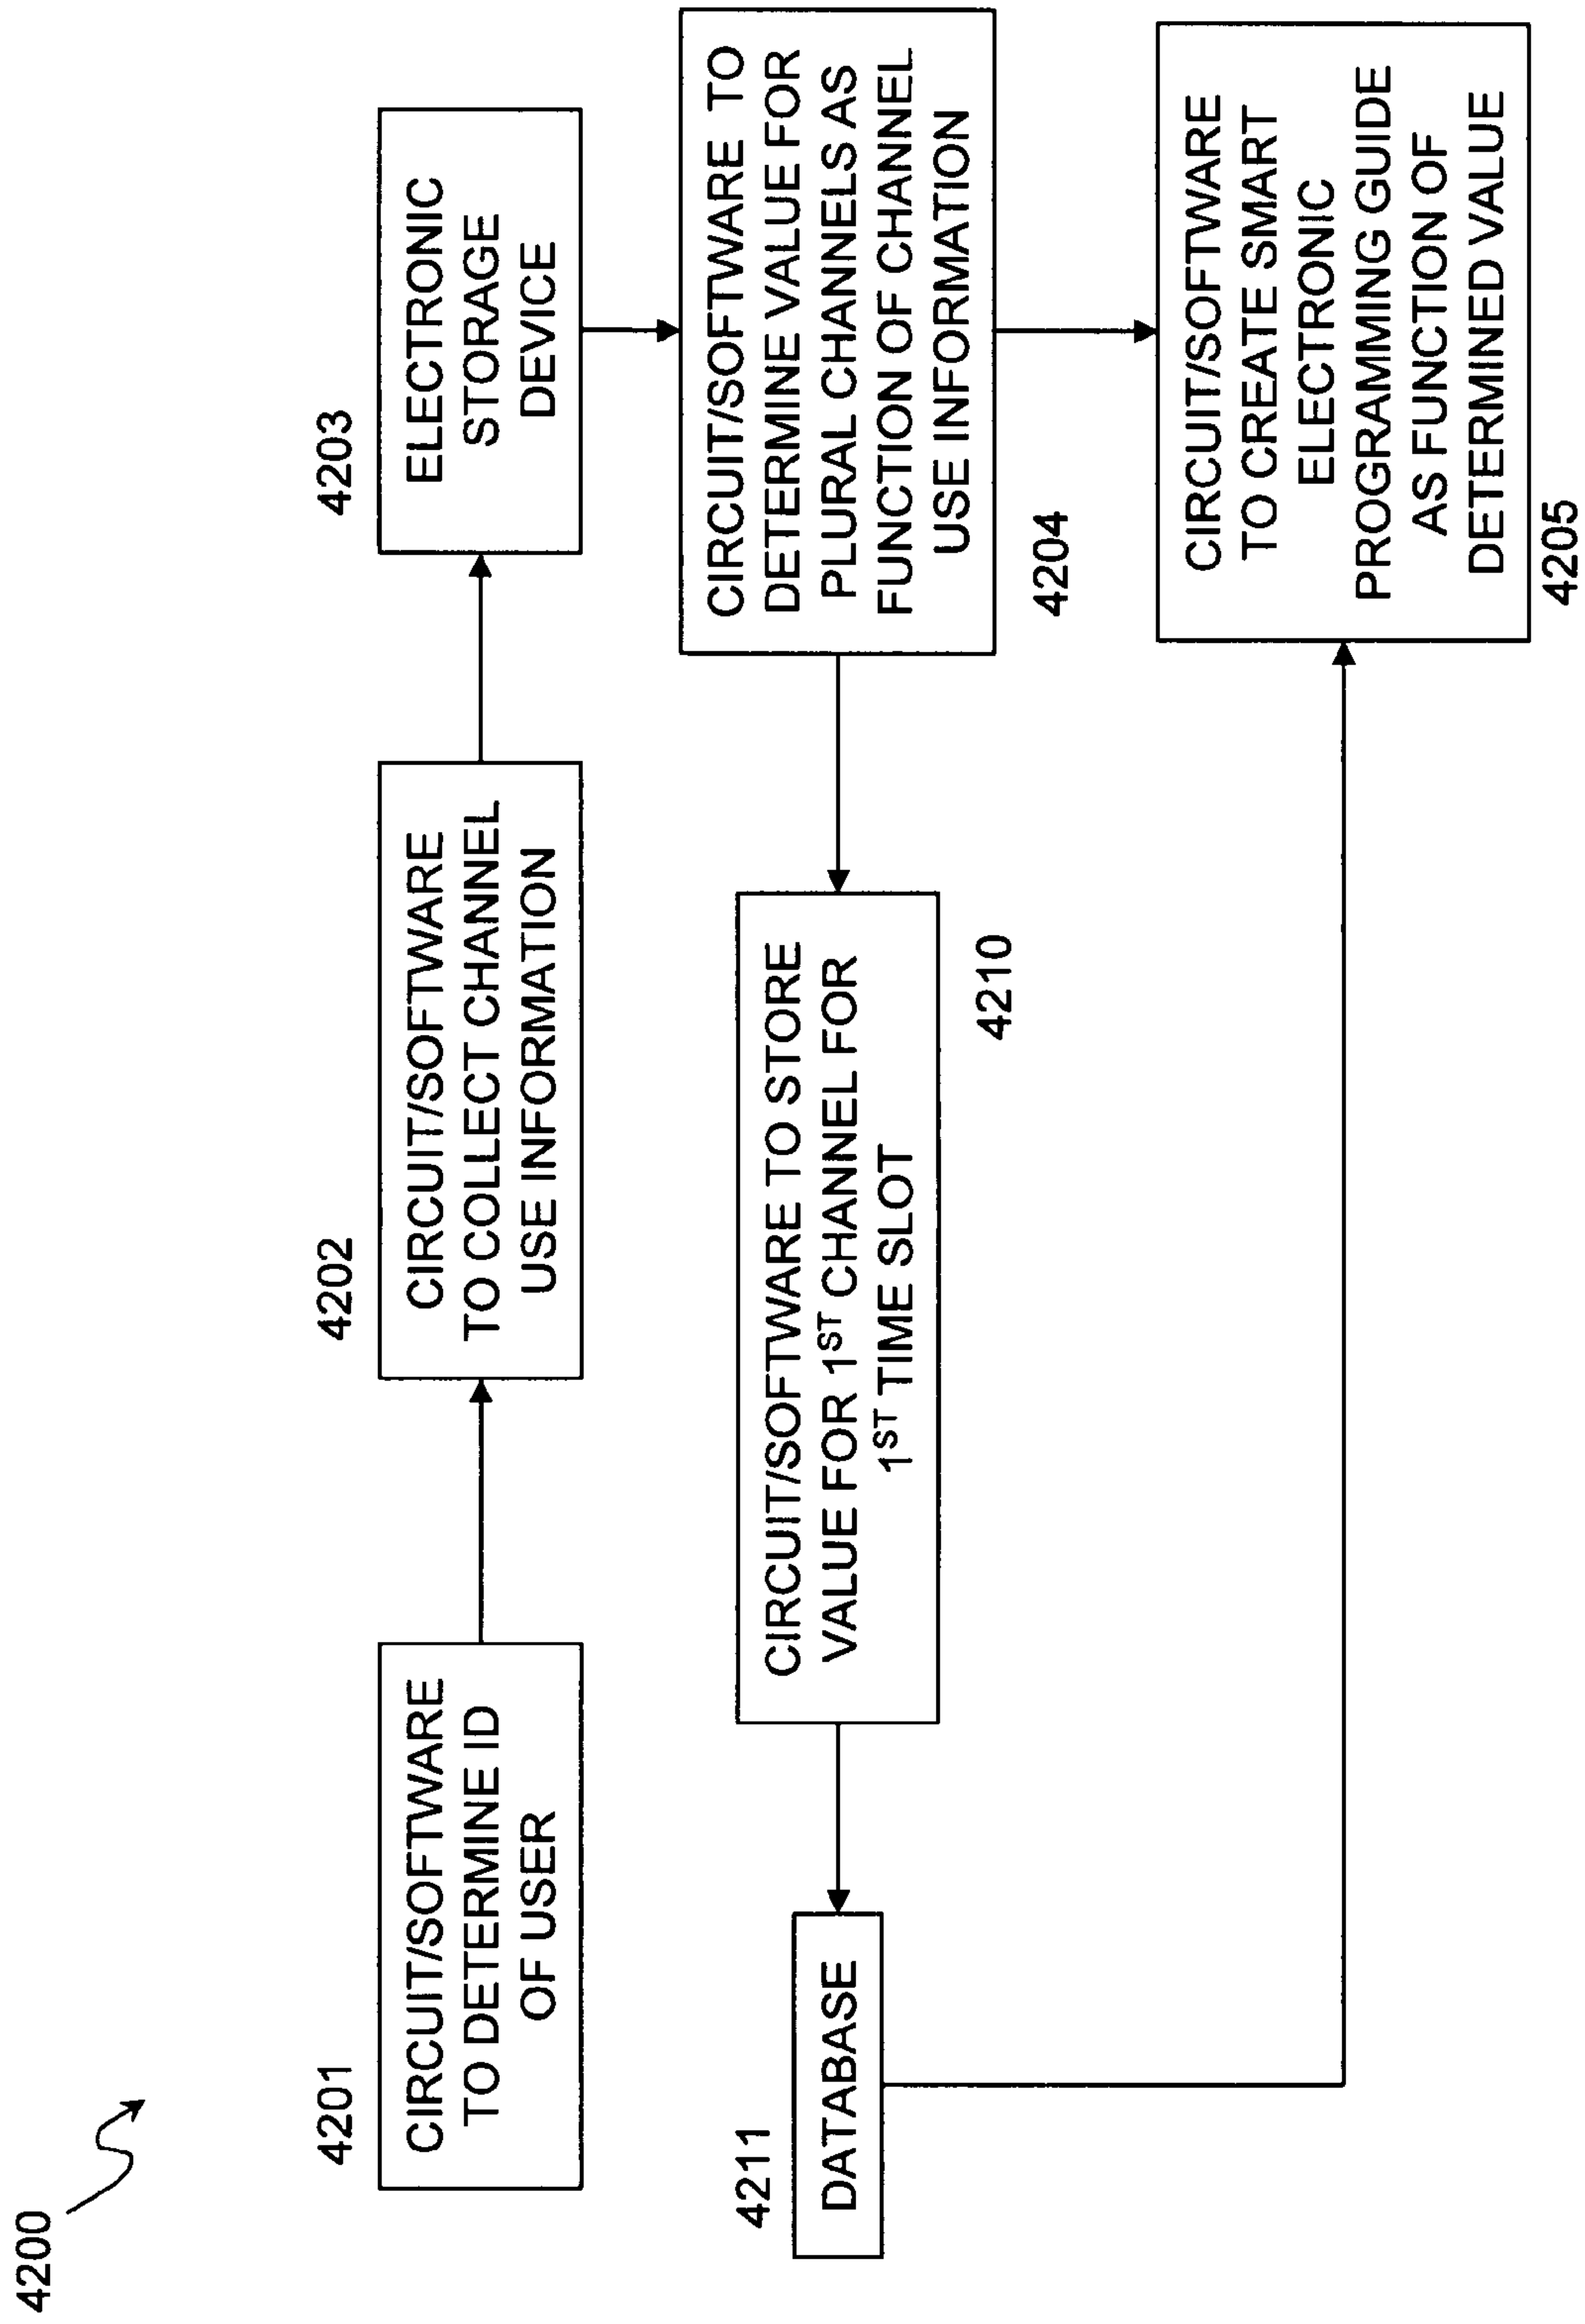 4200
4201
CIRCUIT/SOFTWARE
TO DETERMINE ID
OF USER
4202
CIRCUIT/SOFTWARE
TO COLLECT CHANNEL
USE INFORMATION
4203
ELECTRONIC
STORAGE
DEVICE
4211
DATABASE
CIRCUIT/SOFTWARE TO STORE
VALUE FOR 1ST CHANNEL FOR
1ST TIME SLOT
4210
CIRCUIT/SOFTWARE TO
DETERMINE VALUE FOR
PLURAL CHANNELS AS
FUNCTION OF CHANNEL
USE INFORMATION
4204
CIRCUIT/SOFTWARE
TO CREATE SMART
ELECTRONIC
PROGRAMMING GUIDE
AS FUNCTION OF
DETERMINED VALUE
4205